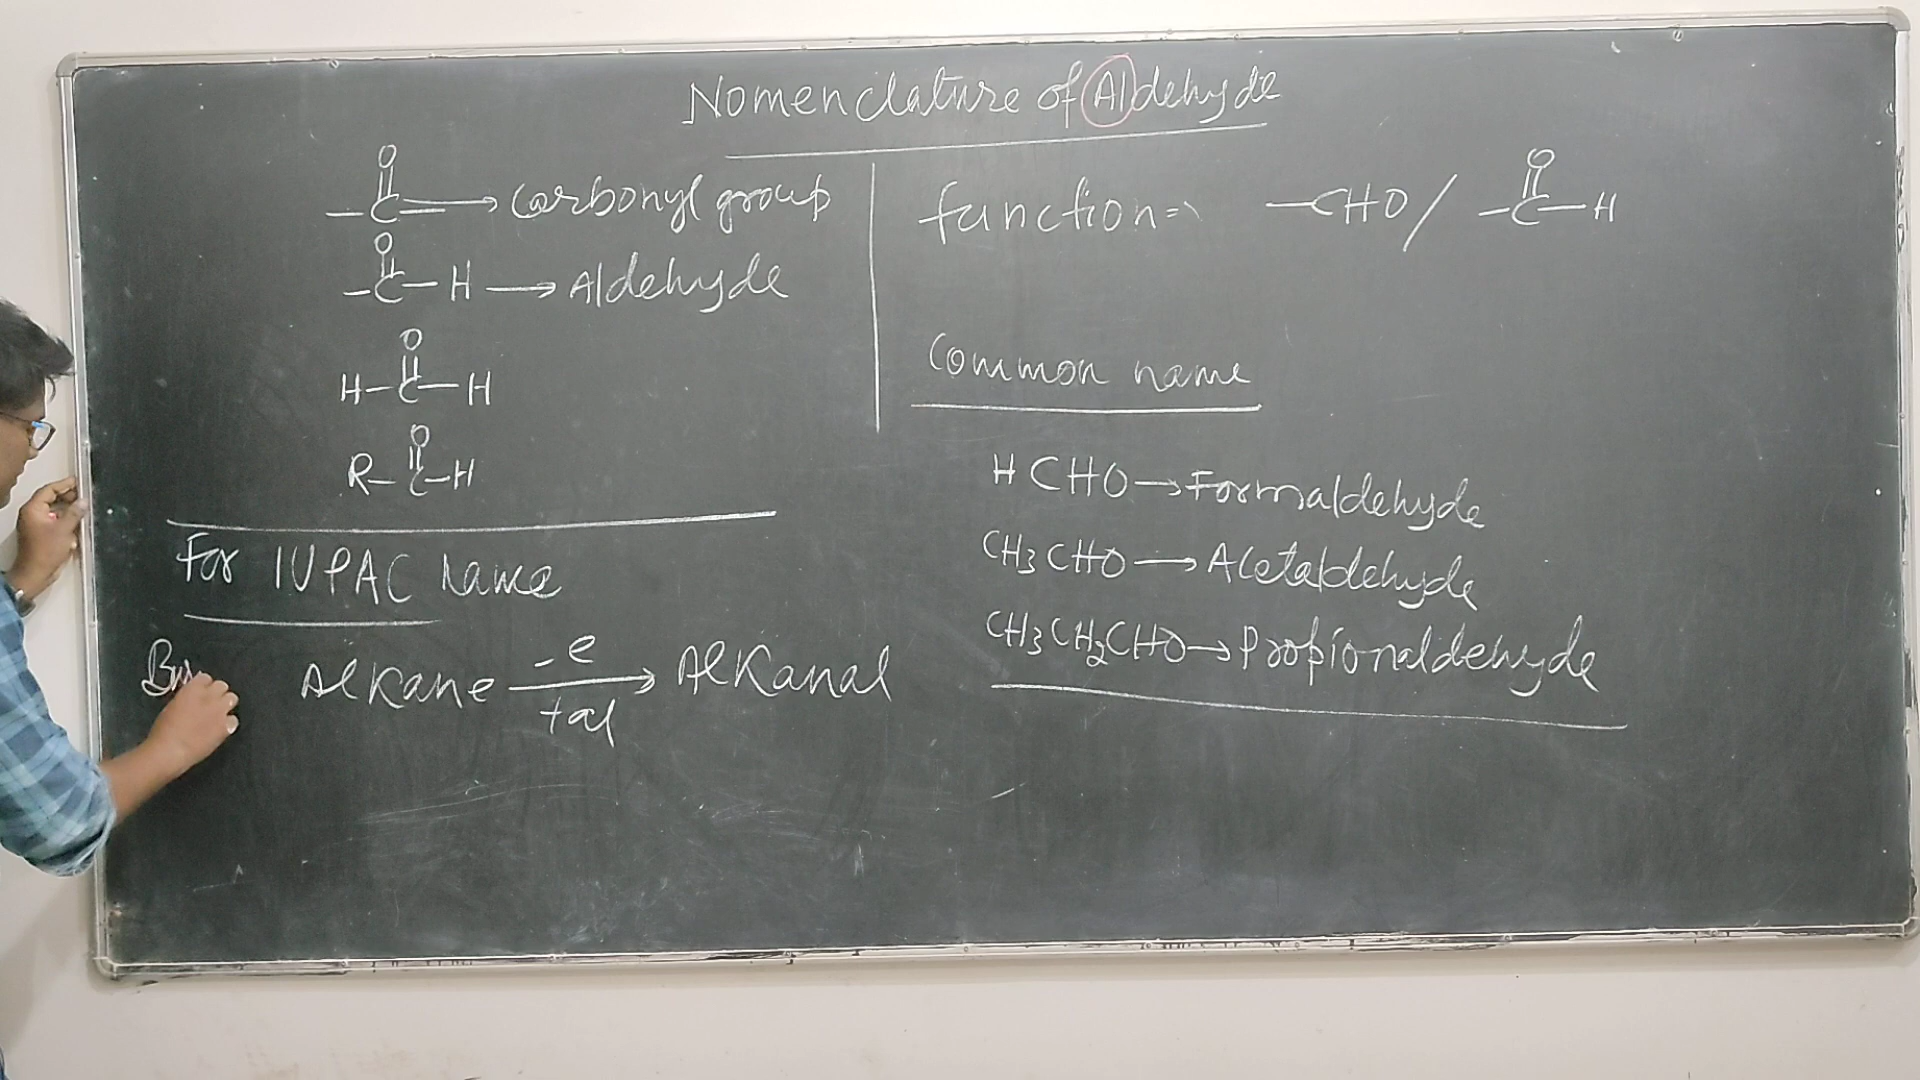 Nomenclature of Aldehyde
O
||
—C— → Carbonyl group
O
||
—C—H → Aldehyde
O
||
H—C—H
O
||
R—C—H
function ⇒ —CHO /
O
||
—C—H
Common name
HCHO → Formaldehyde
CH3CHO → Acetaldehyde
CH3CH2CHO → Propionaldehyde
For IUPAC name
Alkane —e → Alkanal
+al